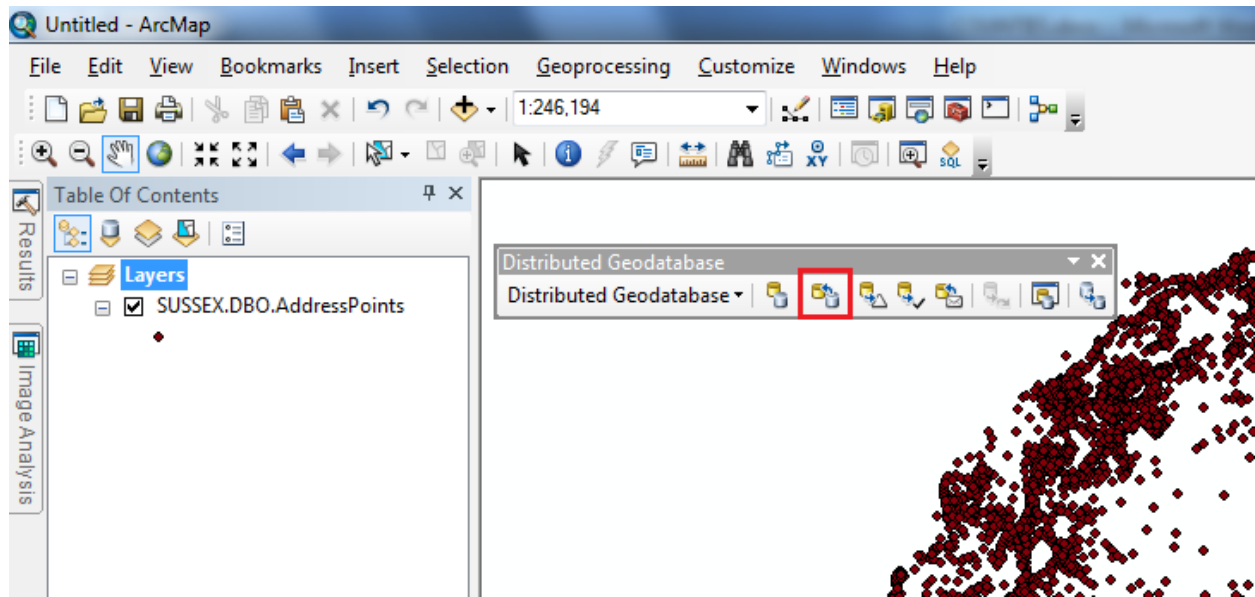 Untitled - ArcMap
File Edit View Bookmarks Insert Selection Geoprocessing Customize Windows Help
1:246,194
XY
SQL
Table Of Contents
Results
Layers
SUSSEX.DBO.AddressPoints
Distributed Geodatabase
Distributed Geodatabase
Image Analysis